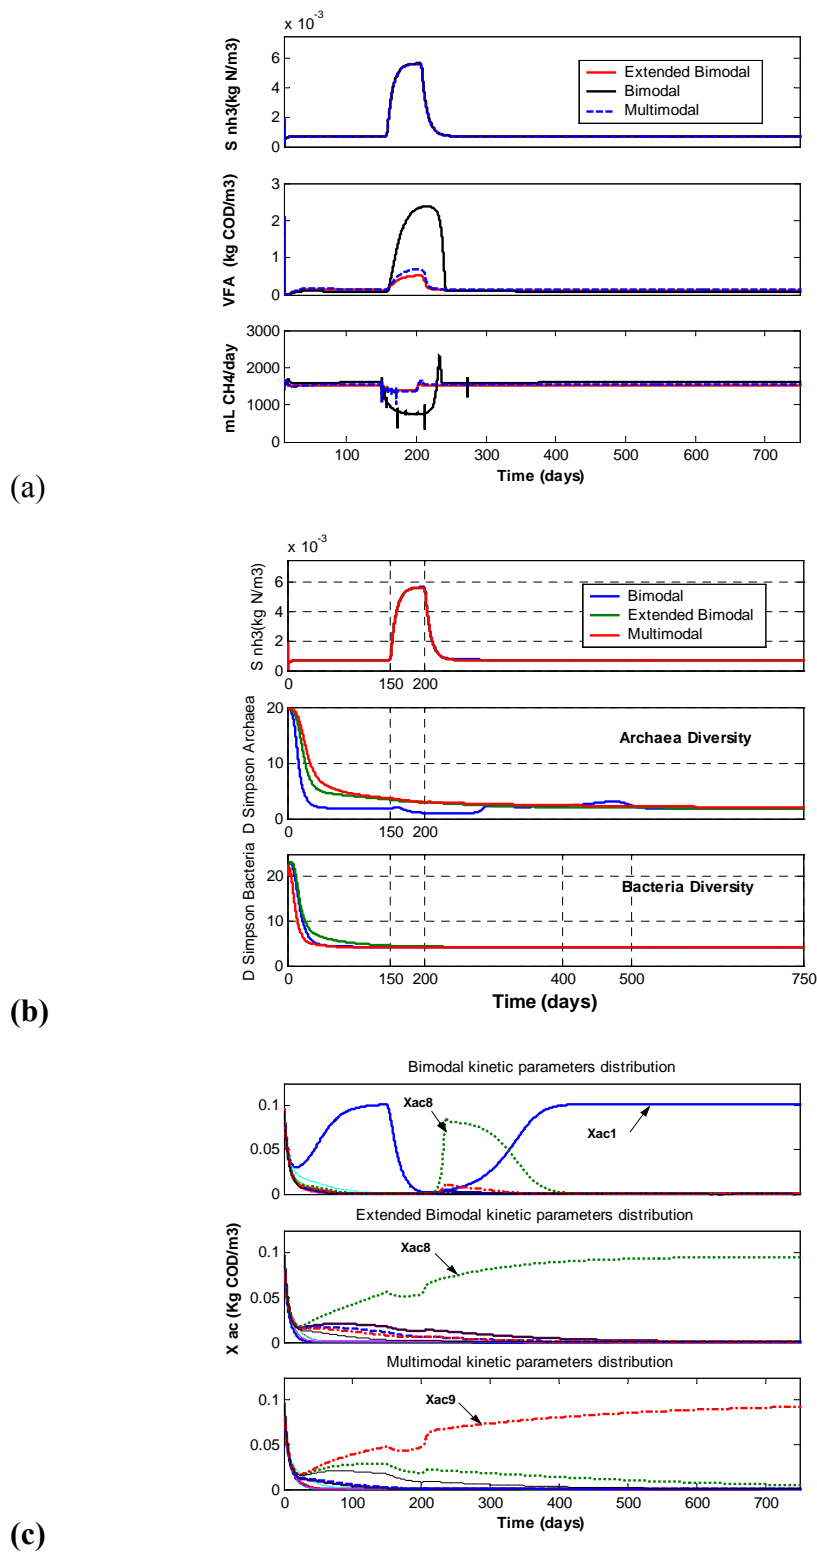 x 10⁻³
S nh3(kg N/m3)
6
4
2
0
Extended Bimodal
Bimodal
Multimodal
VFA (kg COD/m3)
3
2
1
0
mL CH4/day
3000
2000
1000
0
100 200 300 400 500 600 700
Time (days)
(a)
x 10⁻³
S nh3(kg N/m3)
6
4
2
0
Bimodal
Extended Bimodal
Multimodal
0 150 200
D Simpson Archaea
20
10
0
Archaea Diversity
0 150 200
D Simpson Bacteria
20
10
0
Bacteria Diversity
0 150 200 400 500 750
Time (days)
(b)
Bimodal kinetic parameters distribution
0.1
0.05
0
Xac8
Xac1
Extended Bimodal kinetic parameters distribution
X ac (Kg COD/m3)
0.1
0.05
0
Xac8
Multimodal kinetic parameters distribution
0.1
0.05
0
Xac9
0 100 200 300 400 500 600 700
Time (days)
(c)